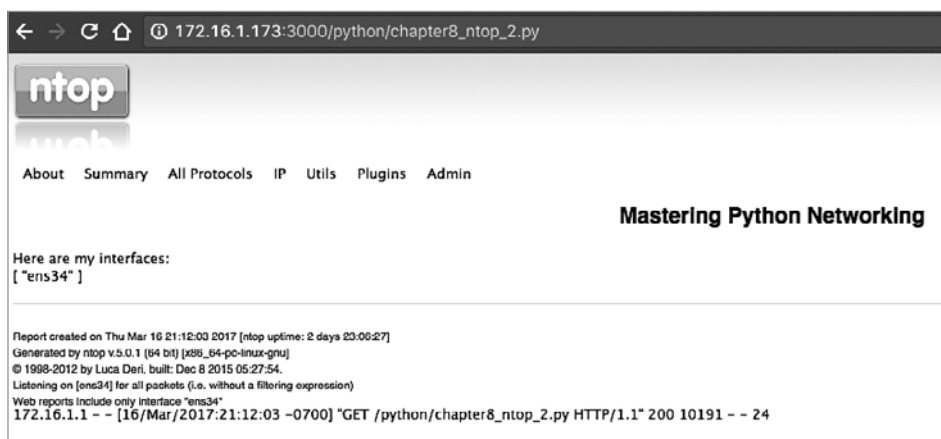 172.16.1.173:3000/python/chapter8_ntop_2.py
ntop
About Summary All Protocols IP Utils Plugins Admin
Mastering Python Networking
Here are my interfaces:
[ "ens34" ]
Report created on Thu Mar 16 21:12:03 2017 [ntop uptime: 2 days 23:06:27]
Generated by ntop v.5.0.1 (64 bit) [x86_64-pc-linux-gnu]
© 1998-2012 by Luca Deri, built: Dec 8 2015 05:27:54.
Listening on [ens34] for all packets (i.e. without a filtering expression)
Web reports include only interface "ens34"
172.16.1.1 - - [16/Mar/2017:21:12:03 -0700] "GET /python/chapter8_ntop_2.py HTTP/1.1" 200 10191 - - 24